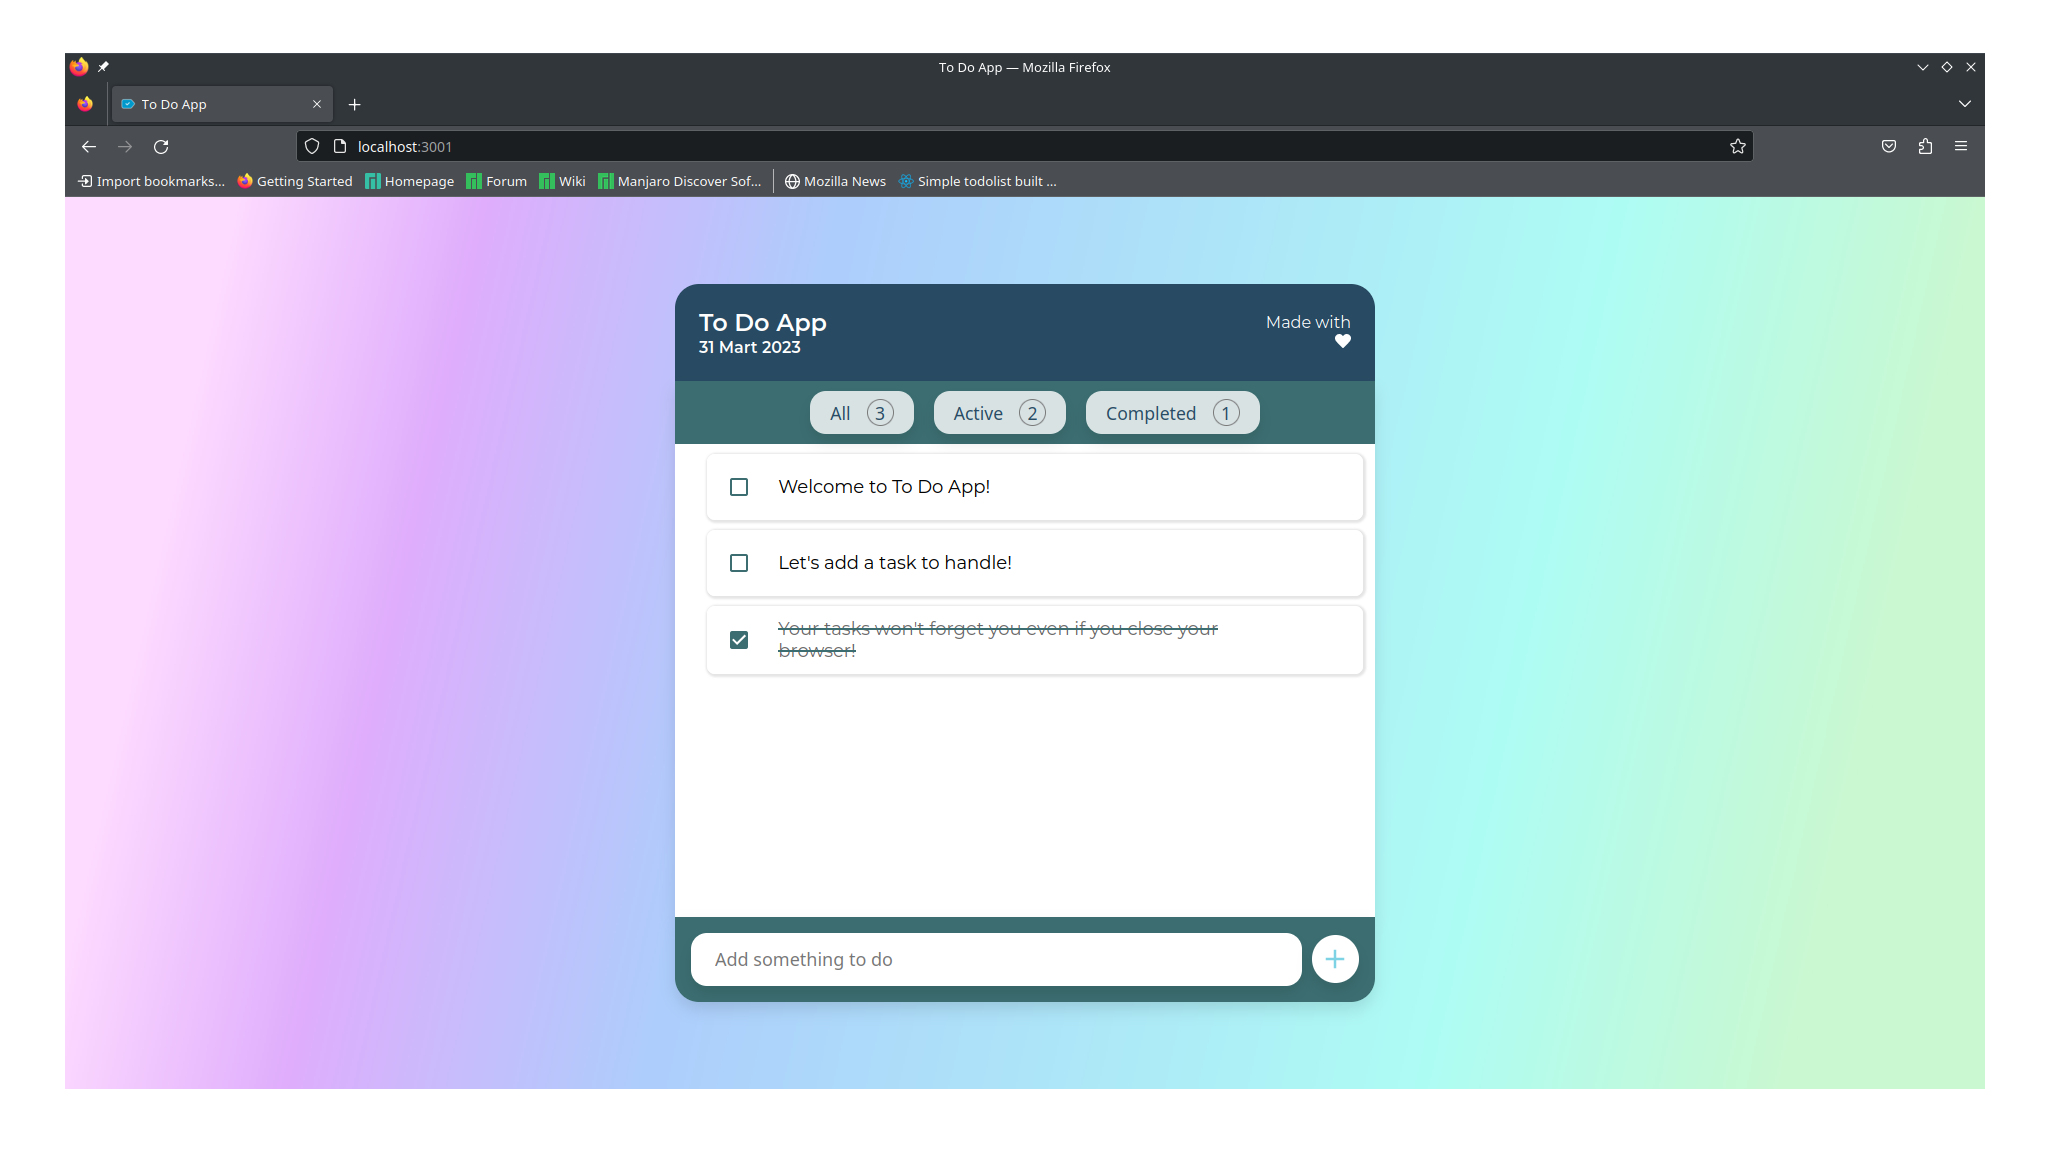 To Do App — Mozilla Firefox
To Do App
localhost:3001
Import bookmarks... Getting Started Homepage Forum Wiki Manjaro Discover Sof... Mozilla News Simple todolist built ...
To Do App
31 Mart 2023
Made with
All 3 Active 2 Completed 1
Welcome to To Do App!
Let's add a task to handle!
Your tasks won't forget you even if you close your
browser!
Add something to do